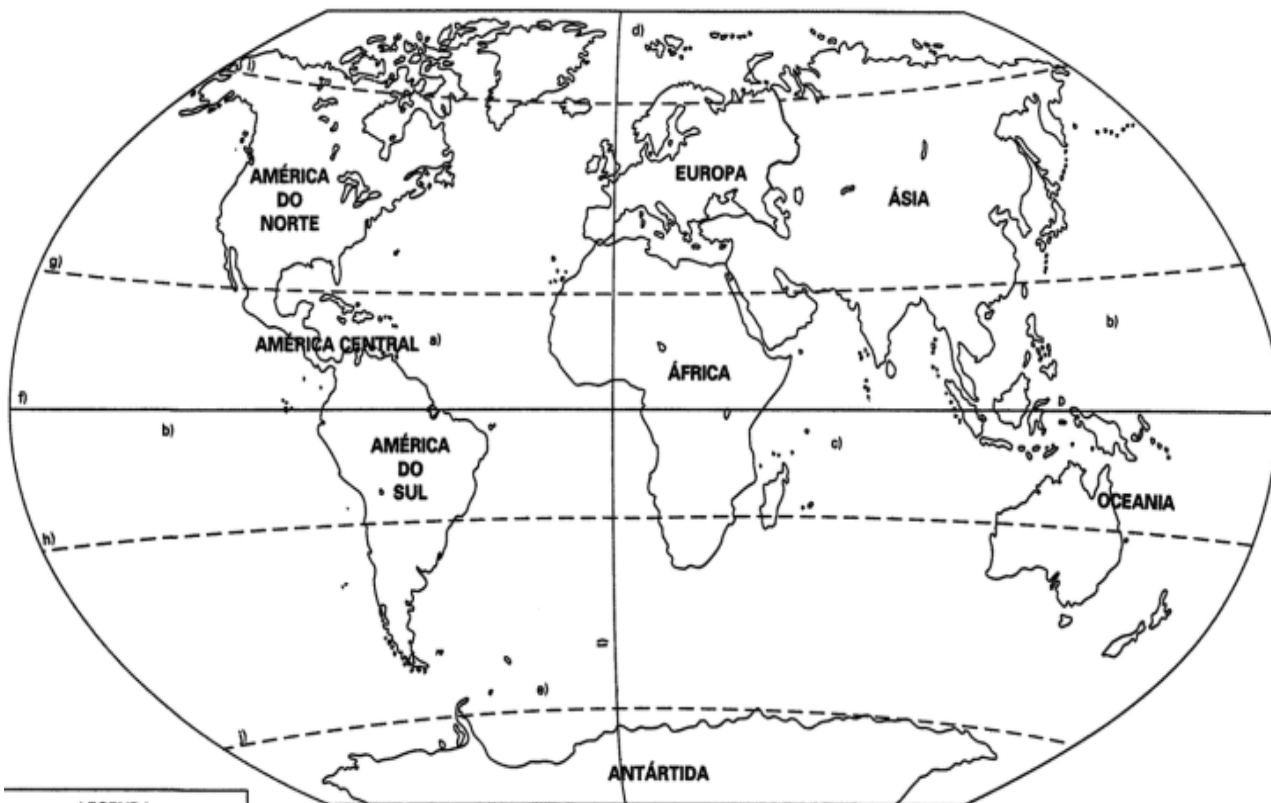 d)
i)
AMÉRICA
DO
NORTE
EUROPA
ÁSIA
g)
b)
AMÉRICA CENTRAL a)
ÁFRICA
f)
b)
AMÉRICA
DO
SUL
c)
OCEANIA
h)
e)
j)
ANTÁRTIDA